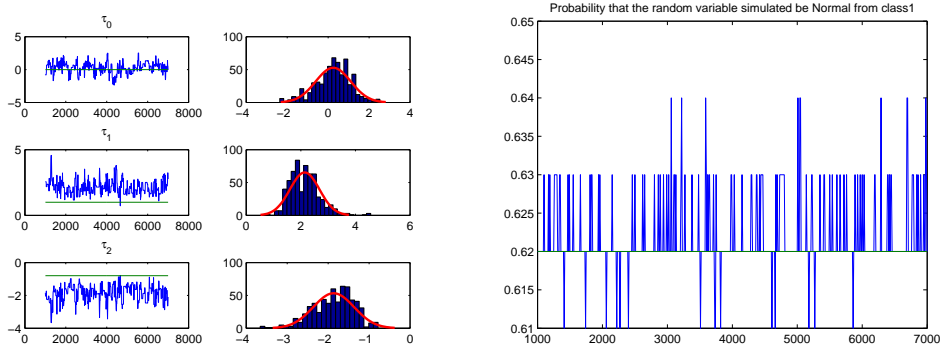 τ0
5
0
−5
0 2000 4000 6000 8000
100
50
0
−4 −2 0 2 4
τ1
5
0
0 2000 4000 6000 8000
100
50
0
0 2 4 6
τ2
0
−2
−4
0 2000 4000 6000 8000
100
50
0
−4 −3 −2 −1 0
Probability that the random variable simulated be Normal from class1
0.65
0.645
0.64
0.635
0.63
0.625
0.62
0.615
0.61
1000 2000 3000 4000 5000 6000 7000